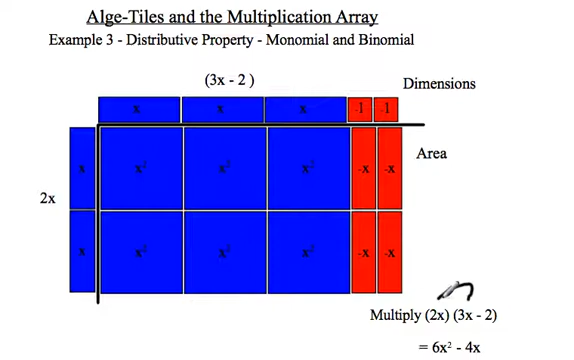 Alge-Tiles and the Multiplication Array
Example 3 - Distributive Property - Monomial and Binomial
(3x - 2 )
Dimensions
x x x -1 -1
Area
x x² x² x² -x -x
2x
x x² x² x² -x -x
Multiply (2x) (3x - 2)
= 6x² - 4x